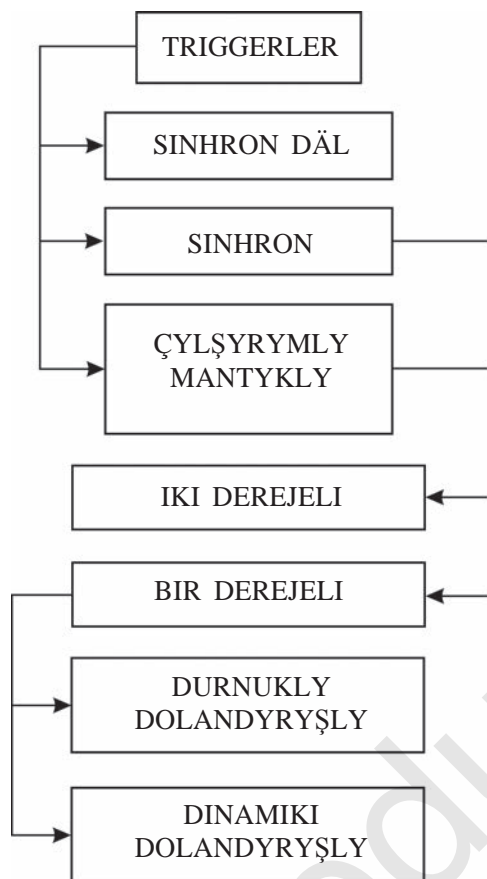 TRIGGERLER
SINHRON DÄL
SINHRON
ÇYLŞYRYMLY
MANTYKLY
IKI DEREJELI
BIR DEREJELI
DURNUKLY
DOLANDYRYŞLY
DINAMIKI
DOLANDYRYŞLY